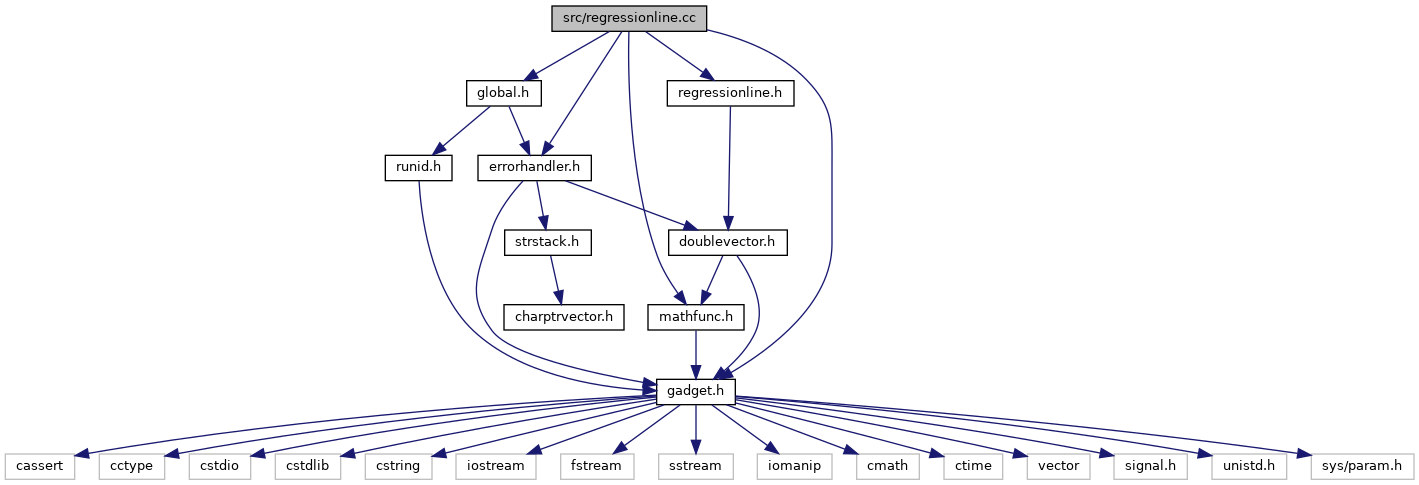 src/regressionline.cc
global.h
regressionline.h
runid.h
errorhandler.h
strstack.h
doublevector.h
charptrvector.h
mathfunc.h
gadget.h
cassert
cctype
cstdio
cstdlib
cstring
iostream
fstream
sstream
iomanip
cmath
ctime
vector
signal.h
unistd.h
sys/param.h